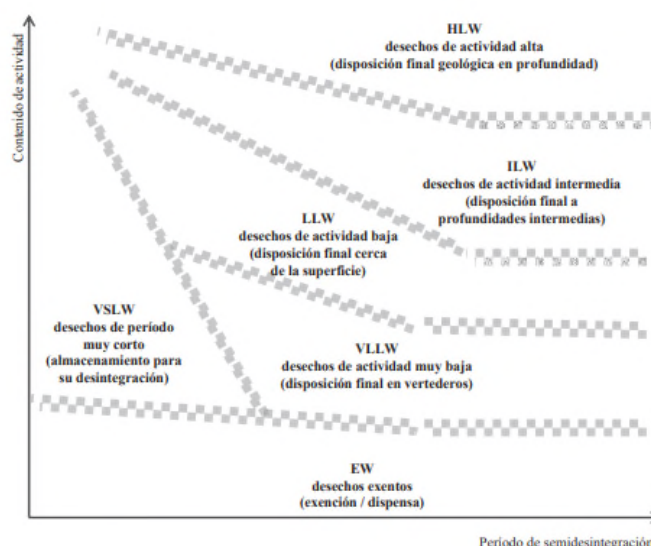 Contenido de actividad
HLW
desechos de actividad alta
(disposición final geológica en profundidad)
ILW
desechos de actividad intermedia
(disposición final a
profundidades intermedias)
LLW
desechos de actividad baja
(disposición final cerca
de la superficie)
VSLW
desechos de período
muy corto
(almacenamiento para
su desintegración)
VLLW
desechos de actividad muy baja
(disposición final en vertederos)
EW
desechos exentos
(exención / dispensa)
Período de semidesintegración